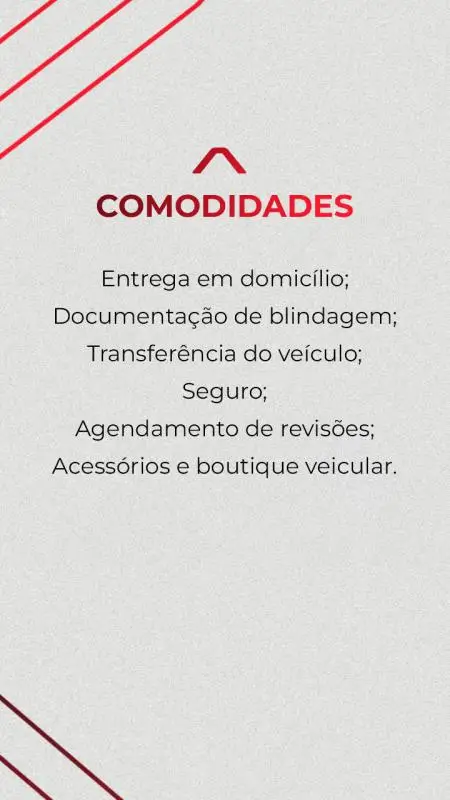 COMODIDADES
Entrega em domicílio;
Documentação de blindagem;
Transferência do veículo;
Seguro;
Agendamento de revisões;
Acessórios e boutique veicular.